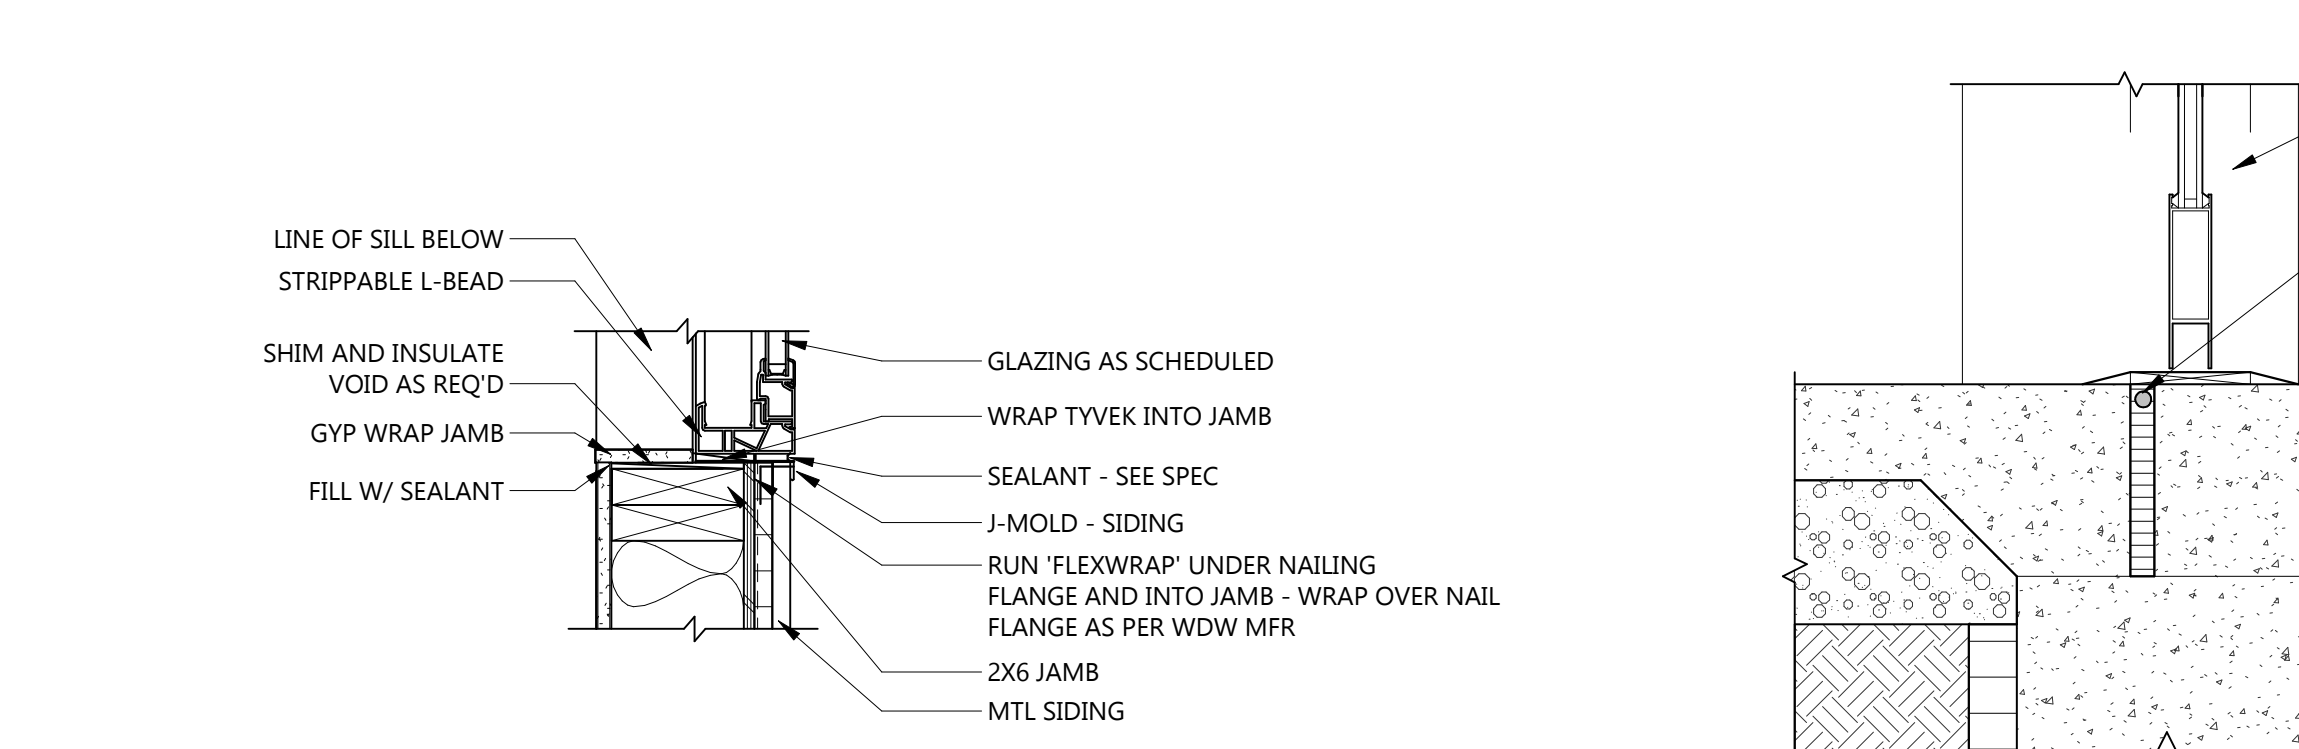 LINE OF SILL BELOW
STRIPPABLE L-BEAD
SHIM AND INSULATE
VOID AS REQ'D
GYP WRAP JAMB
FILL W/ SEALANT
GLAZING AS SCHEDULED
WRAP TYVEK INTO JAMB
SEALANT - SEE SPEC
J-MOLD - SIDING
RUN 'FLEXWRAP' UNDER NAILING
FLANGE AND INTO JAMB - WRAP OVER NAIL
FLANGE AS PER WDW MFR
2X6 JAMB
MTL SIDING